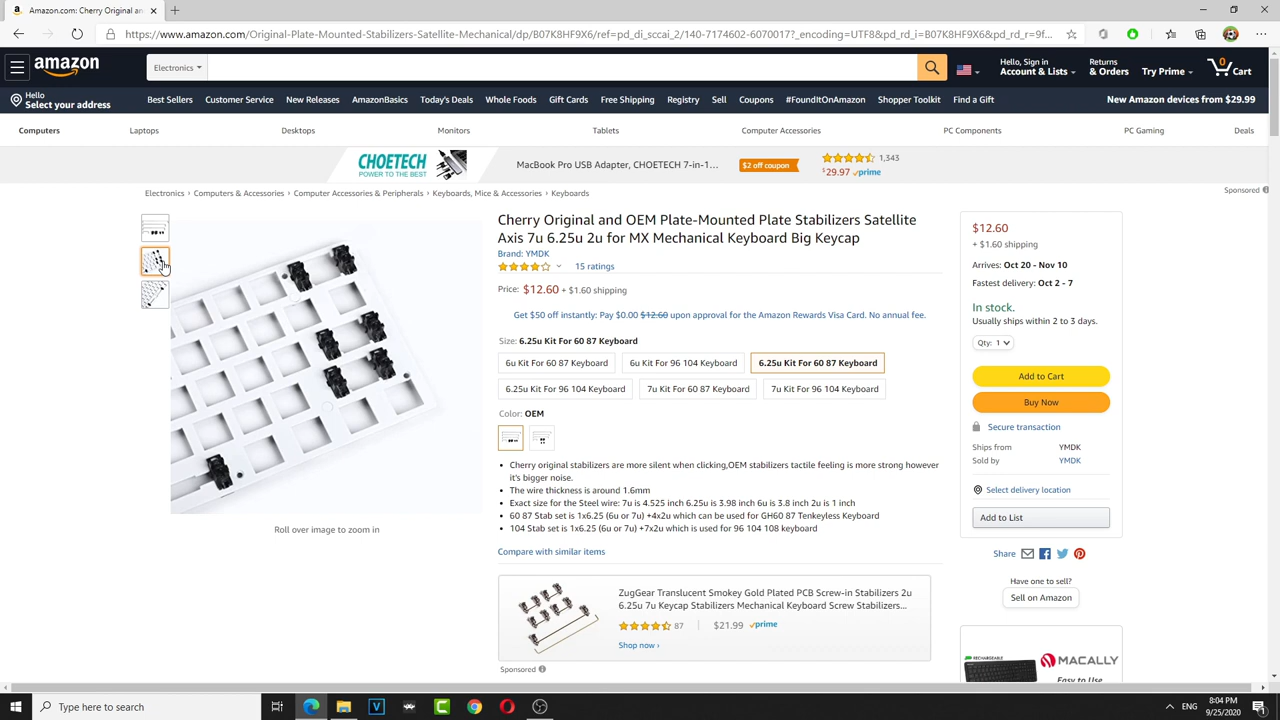 Amazon.com: Cherry Original an
https://www.amazon.com/Original-Plate-Mounted-Stabilizers-Satellite-Mechanical/dp/B07K8HF9X6/ref=pd_di_sccai_2/140-7174602-6070017?_encoding=UTF8&pd_rd_i=B07K8HF9X6&pd_rd_r=9f...
amazon
Electronics
Hello, Sign in
Account & Lists
Returns
& Orders
Try Prime
0
Cart
Hello
Select your address
Best Sellers
Customer Service
New Releases
AmazonBasics
Today's Deals
Whole Foods
Gift Cards
Free Shipping
Registry
Sell
Coupons
#FoundItOnAmazon
Shopper Toolkit
Find a Gift
New Amazon devices from $29.99
Computers
Laptops
Desktops
Monitors
Tablets
Computer Accessories
PC Components
PC Gaming
Deals
CHOETECH
POWER TO THE BEST
MacBook Pro USB Adapter, CHOETECH 7-in-1...
$2 off coupon
1,343
$29.97 prime
Sponsored
Electronics › Computers & Accessories › Computer Accessories & Peripherals › Keyboards, Mice & Accessories › Keyboards
Roll over image to zoom in
Cherry Original and OEM Plate-Mounted Plate Stabilizers Satellite
Axis 7u 6.25u 2u for MX Mechanical Keyboard Big Keycap
Brand: YMDK
15 ratings
Price: $12.60 + $1.60 shipping
Get $50 off instantly: Pay $0.00 $12.60 upon approval for the Amazon Rewards Visa Card. No annual fee.
Size: 6.25u Kit For 60 87 Keyboard
6u Kit For 60 87 Keyboard
6u Kit For 96 104 Keyboard
6.25u Kit For 60 87 Keyboard
6.25u Kit For 96 104 Keyboard
7u Kit For 60 87 Keyboard
7u Kit For 96 104 Keyboard
Color: OEM
• Cherry original stabilizers are more silent when clicking,OEM stabilizers tactile feeling is more strong however
it's bigger noise.
• The wire thickness is around 1.6mm
• Exact size for the Steel wire: 7u is 4.525 inch 6.25u is 3.98 inch 6u is 3.8 inch 2u is 1 inch
• 60 87 Stab set is 1x6.25 (6u or 7u) +4x2u which can be used for GH60 87 Tenkeyless Keyboard
• 104 Stab set is 1x6.25 (6u or 7u) +7x2u which is used for 96 104 108 keyboard
Compare with similar items
ZugGear Translucent Smokey Gold Plated PCB Screw-in Stabilizers 2u
6.25u 7u Keycap Stabilizers Mechanical Keyboard Screw Stabilizers...
87
$21.99 prime
Shop now ›
Sponsored
$12.60
+ $1.60 shipping
Arrives: Oct 20 - Nov 10
Fastest delivery: Oct 2 - 7
In stock.
Usually ships within 2 to 3 days.
Qty: 1
Add to Cart
Buy Now
Secure transaction
Ships from YMDK
Sold by YMDK
Select delivery location
Add to List
Share
Have one to sell?
Sell on Amazon
RECHARGEABLE
MACALLY
Easy to Use
Type here to search
ENG
8:04 PM
9/25/2020
1